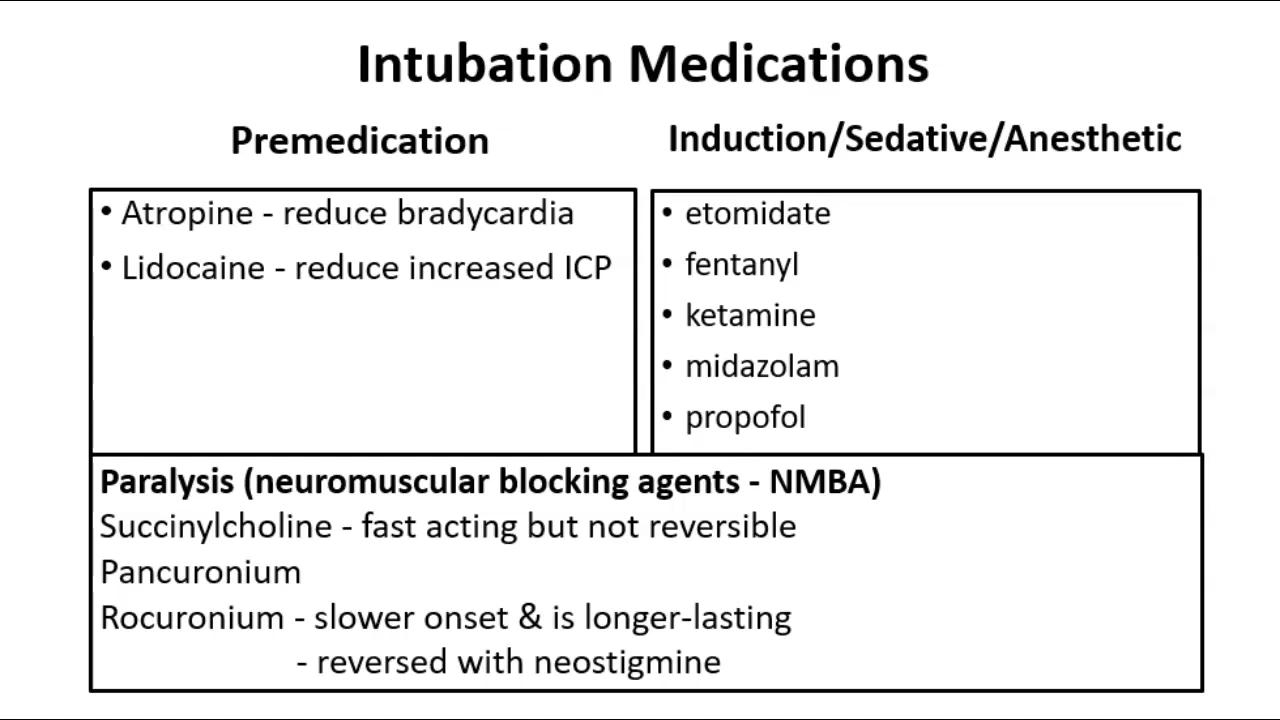 Intubation Medications
Premedication
• Atropine - reduce bradycardia
• Lidocaine - reduce increased ICP
Induction/Sedative/Anesthetic
• etomidate
• fentanyl
• ketamine
• midazolam
• propofol
Paralysis (neuromuscular blocking agents - NMBA)
Succinylcholine - fast acting but not reversible
Pancuronium
Rocuronium - slower onset & is longer-lasting
- reversed with neostigmine